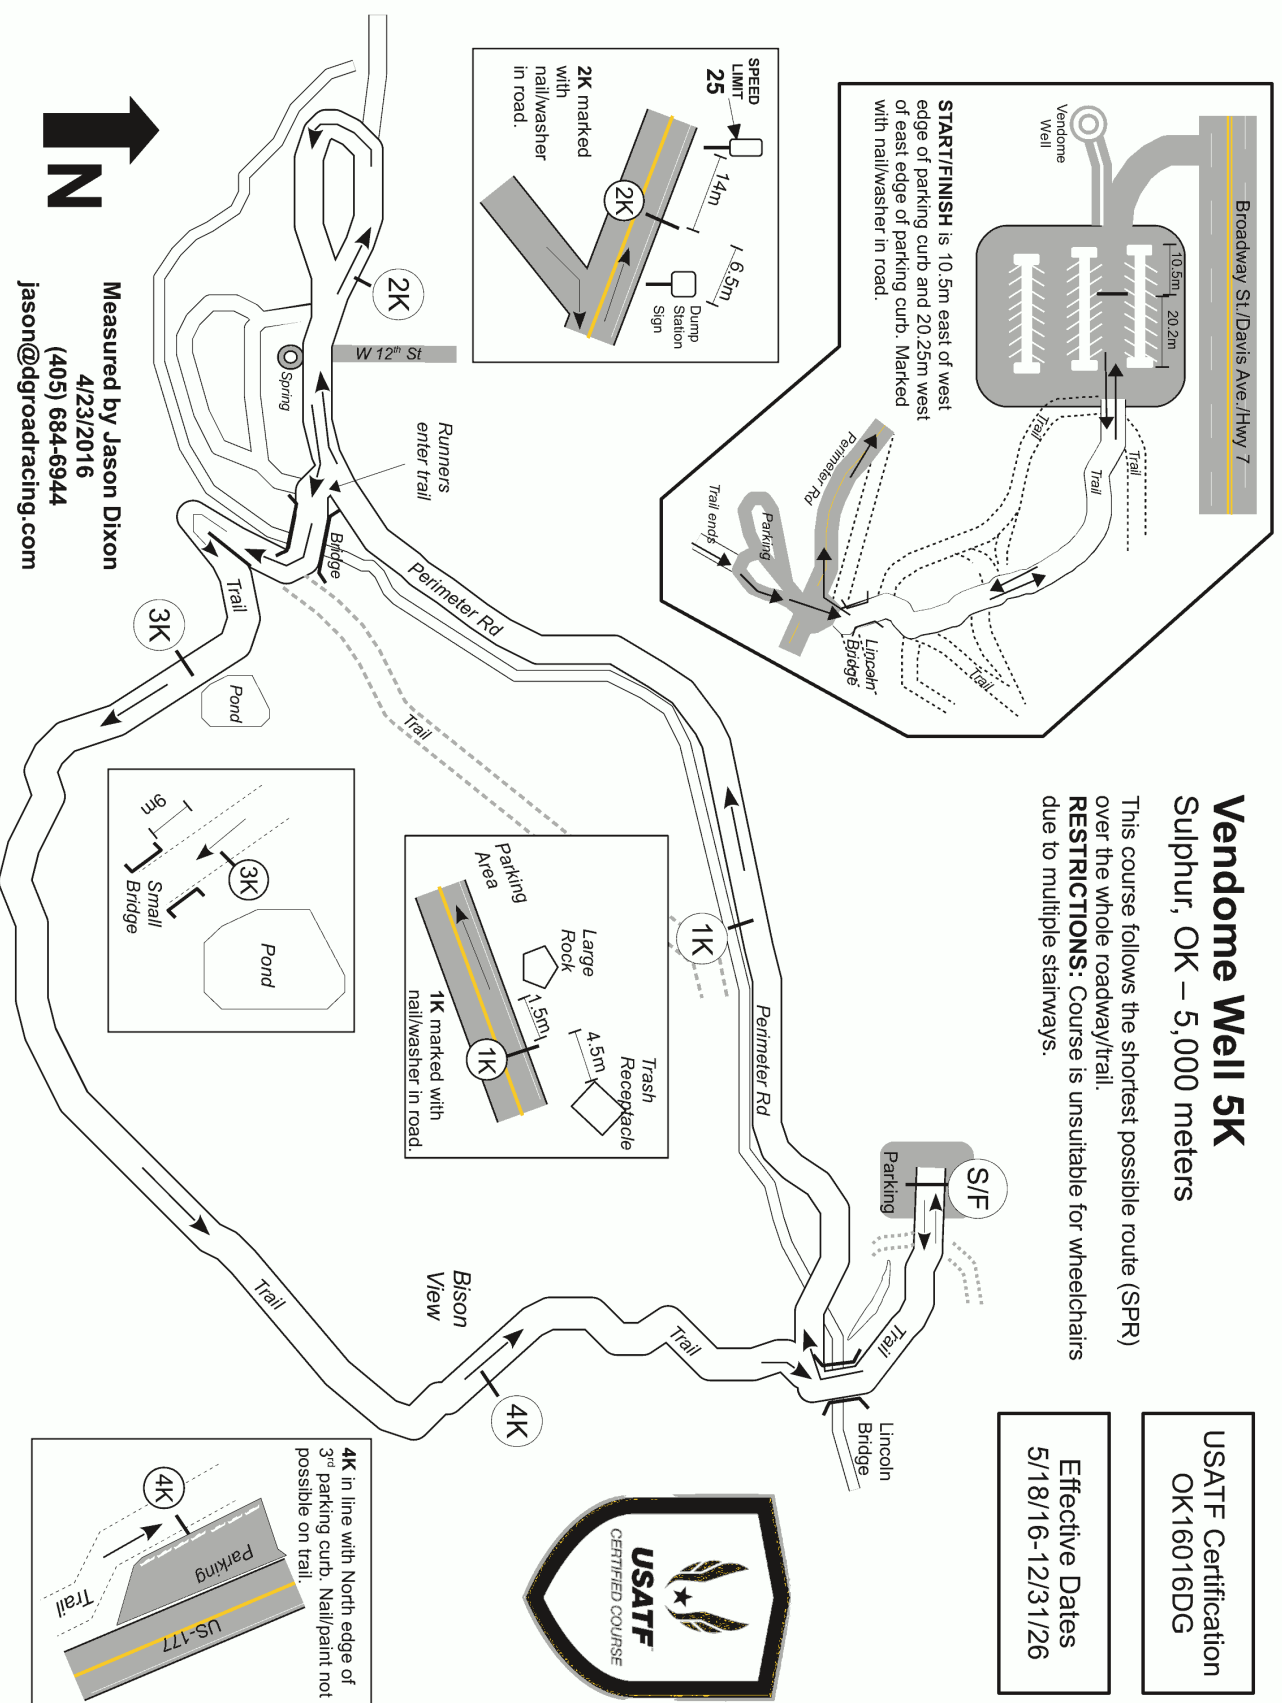 Vendome Well 5K
Sulphur, OK – 5,000 meters
This course follows the shortest possible route (SPR)
over the whole roadway/trail.
RESTRICTIONS: Course is unsuitable for wheelchairs
due to multiple stairways.
USATF Certification
OK16016DG
Effective Dates
5/18/16-12/31/26
Broadway St./Davis Ave./Hwy 7
Vendome
Well
10.5m
20.2m
START/FINISH is 10.5m east of west
edge of parking curb and 20.25m west
of east edge of parking curb. Marked
with nail/washer in road.
Trail
Trail
Trail
Trail
Perimeter Rd
Parking
Trail ends
Lincoln
Bridge
SPEED
LIMIT
25
14m
6.5m
2K
Dump
Station
Sign
2K marked
with
nail/washer
in road.
S/F
Parking
Trail
Lincoln
Bridge
Perimeter Rd
1K
Perimeter Rd
2K
W 12th St
Spring
Runners
enter trail
Bridge
Trail
Trail
3K
Pond
Trash
Receptacle
4.5m
Large
Rock
1.5m
Parking
Area
1K
1K marked with
nail/washer in road.
9m
3K
Small
Bridge
Pond
Trail
Bison
View
Trail
4K
4K in line with North edge of
3rd parking curb. Nail/paint not
possible on trail.
4K
Parking
Trail
US-177
USATF
CERTIFIED COURSE
N
Measured by Jason Dixon
4/23/2016
(405) 684-6944
jason@dgroadracing.com